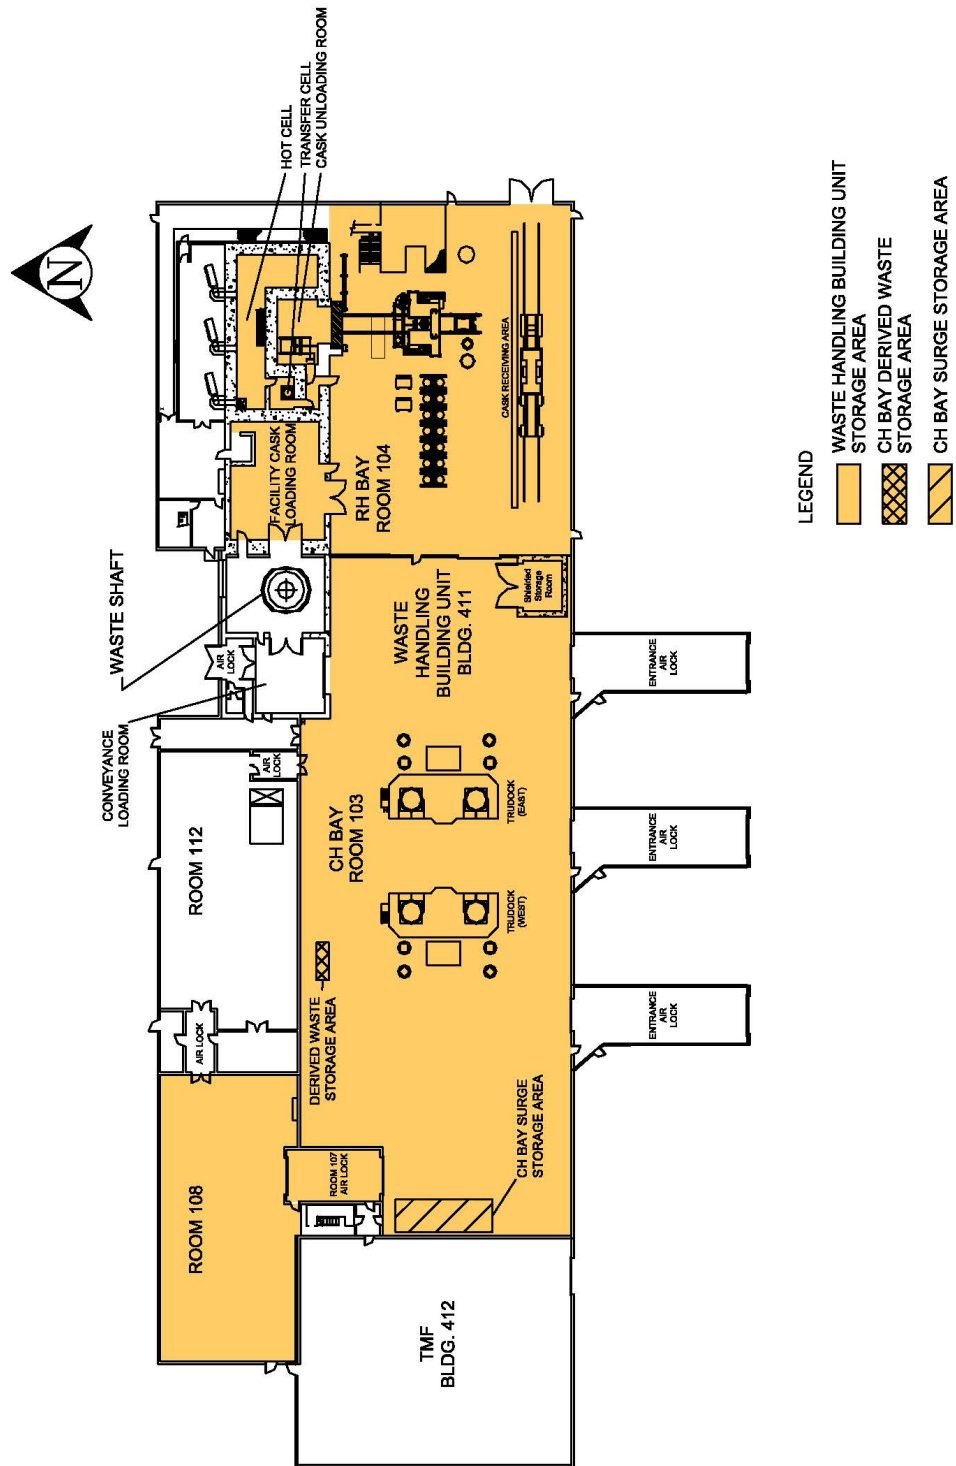 N
HOT CELL
TRANSFER CELL
CASK UNLOADING ROOM
WASTE SHAFT
CONVEYANCE
LOADING ROOM
AIR
LOCK
FACILITY CASK
LOADING ROOM
RH BAY
ROOM 104
CASK RECEIVING AREA
Shielded
Storage
Room
WASTE
HANDLING
BUILDING UNIT
BLDG. 411
ROOM 112
AIR
LOCK
AIR LOCK
CH BAY
ROOM 103
TRUDOCK
(EAST)
TRUDOCK
(WEST)
DERIVED WASTE
STORAGE AREA
ENTRANCE
AIR
LOCK
ENTRANCE
AIR
LOCK
ENTRANCE
AIR
LOCK
ROOM 108
ROOM 107
AIR LOCK
CH BAY SURGE
STORAGE AREA
TMF
BLDG. 412
LEGEND
WASTE HANDLING BUILDING UNIT
STORAGE AREA
CH BAY DERIVED WASTE
STORAGE AREA
CH BAY SURGE STORAGE AREA